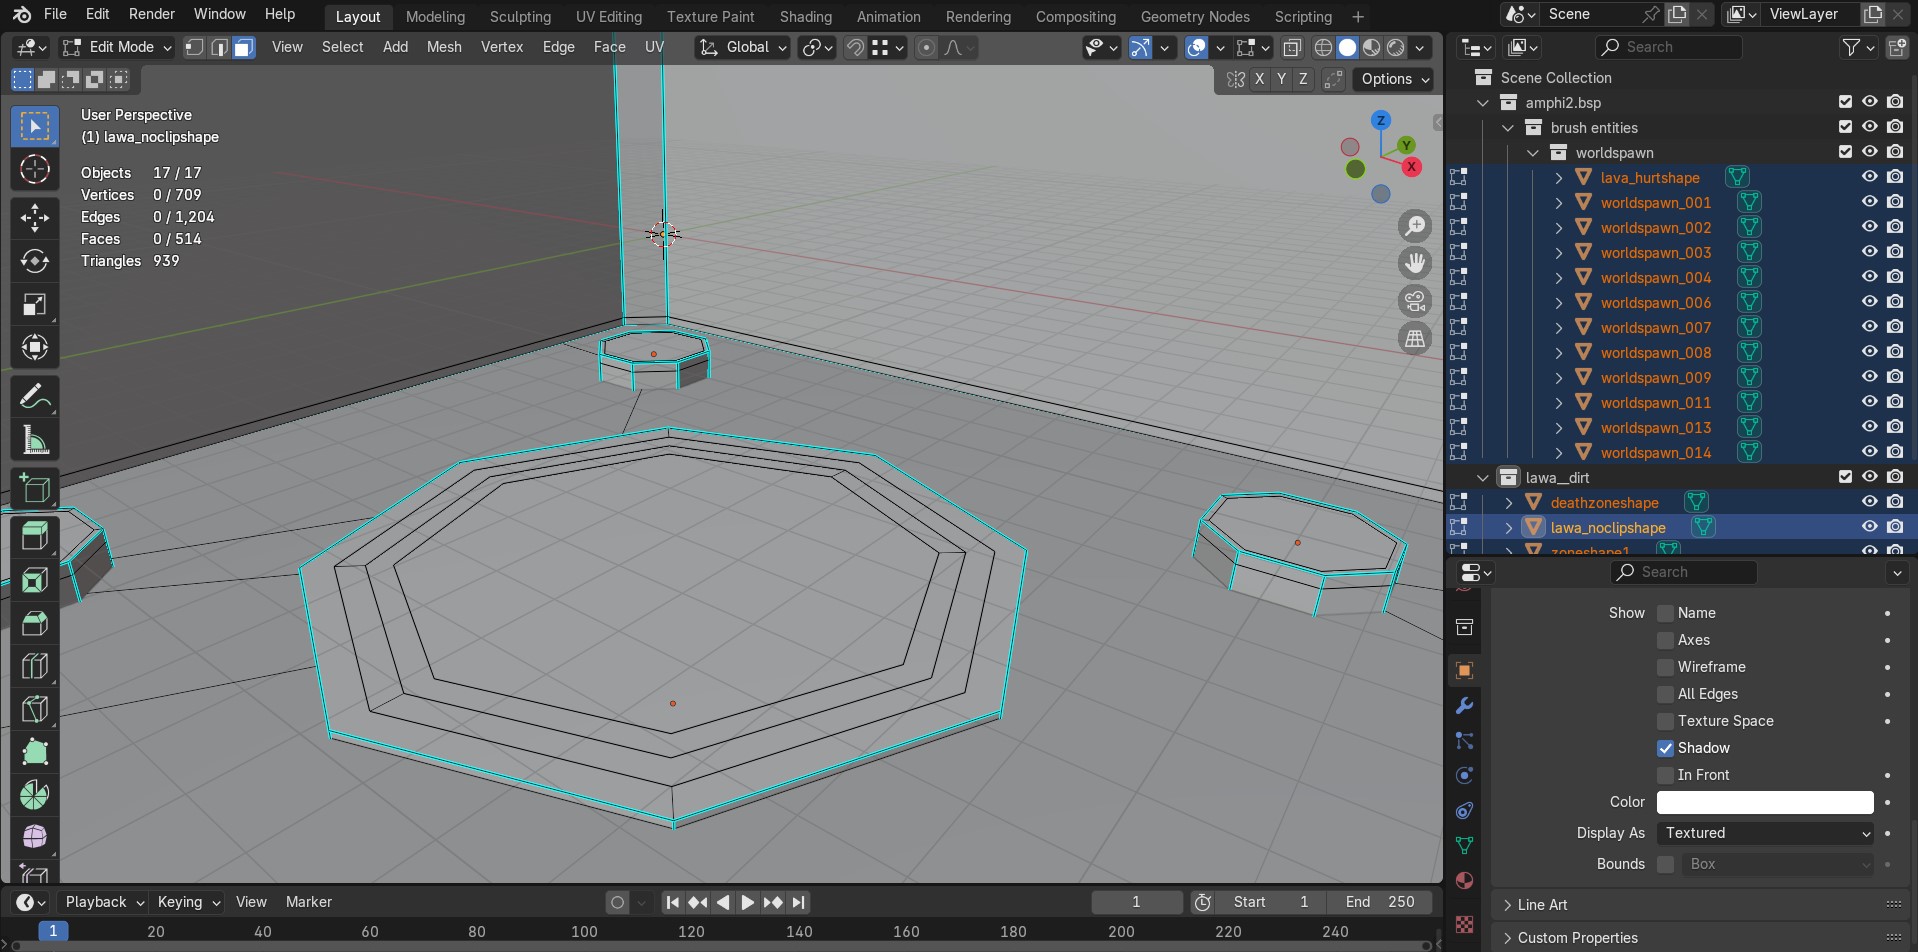 File Edit Render Window Help Layout Modeling Sculpting UV Editing Texture Paint Shading Animation Rendering Compositing Geometry Nodes Scripting + Scene ViewLayer
Edit Mode View Select Add Mesh Vertex Edge Face UV Global Search
X Y Z Options
Scene Collection
amphi2.bsp
brush entities
worldspawn
lava_hurtshape
worldspawn_001
worldspawn_002
worldspawn_003
worldspawn_004
worldspawn_006
worldspawn_007
worldspawn_008
worldspawn_009
worldspawn_011
worldspawn_013
worldspawn_014
lawa__dirt
deathzoneshape
lawa_noclipshape
zoneshape1
User Perspective
(1) lawa_noclipshape
Objects 17 / 17
Vertices 0 / 709
Edges 0 / 1,204
Faces 0 / 514
Triangles 939
Z
Y
X
Search
Show Name
Axes
Wireframe
All Edges
Texture Space
Shadow
In Front
Color
Display As Textured
Bounds Box
Line Art
Custom Properties
Playback Keying View Marker 1 Start 1 End 250
1 20 40 60 80 100 120 140 160 180 200 220 240